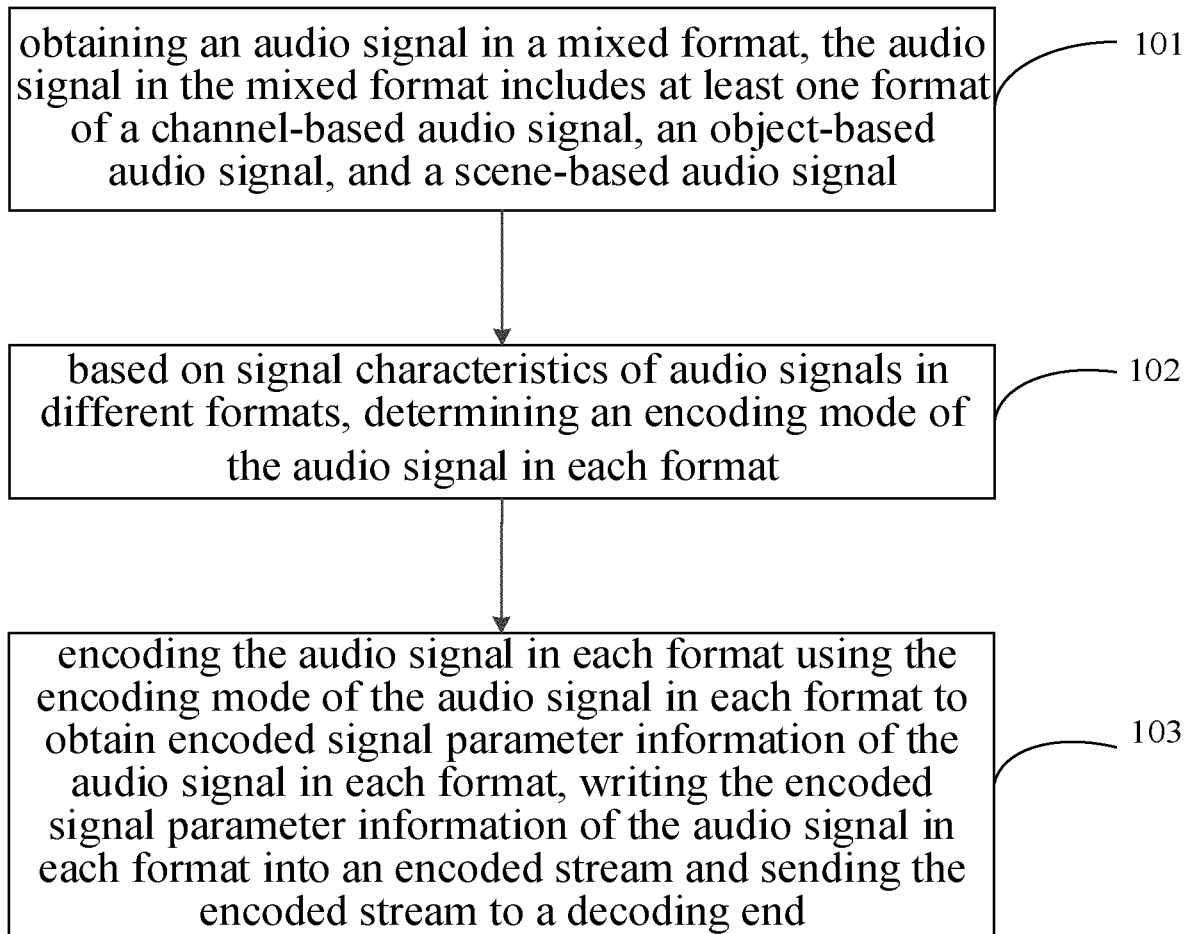 obtaining an audio signal in a mixed format, the audio
signal in the mixed format includes at least one format
of a channel-based audio signal, an object-based
audio signal, and a scene-based audio signal
101
based on signal characteristics of audio signals in
different formats, determining an encoding mode of
the audio signal in each format
102
encoding the audio signal in each format using the
encoding mode of the audio signal in each format to
obtain encoded signal parameter information of the
audio signal in each format, writing the encoded
signal parameter information of the audio signal in
each format into an encoded stream and sending the
encoded stream to a decoding end
103